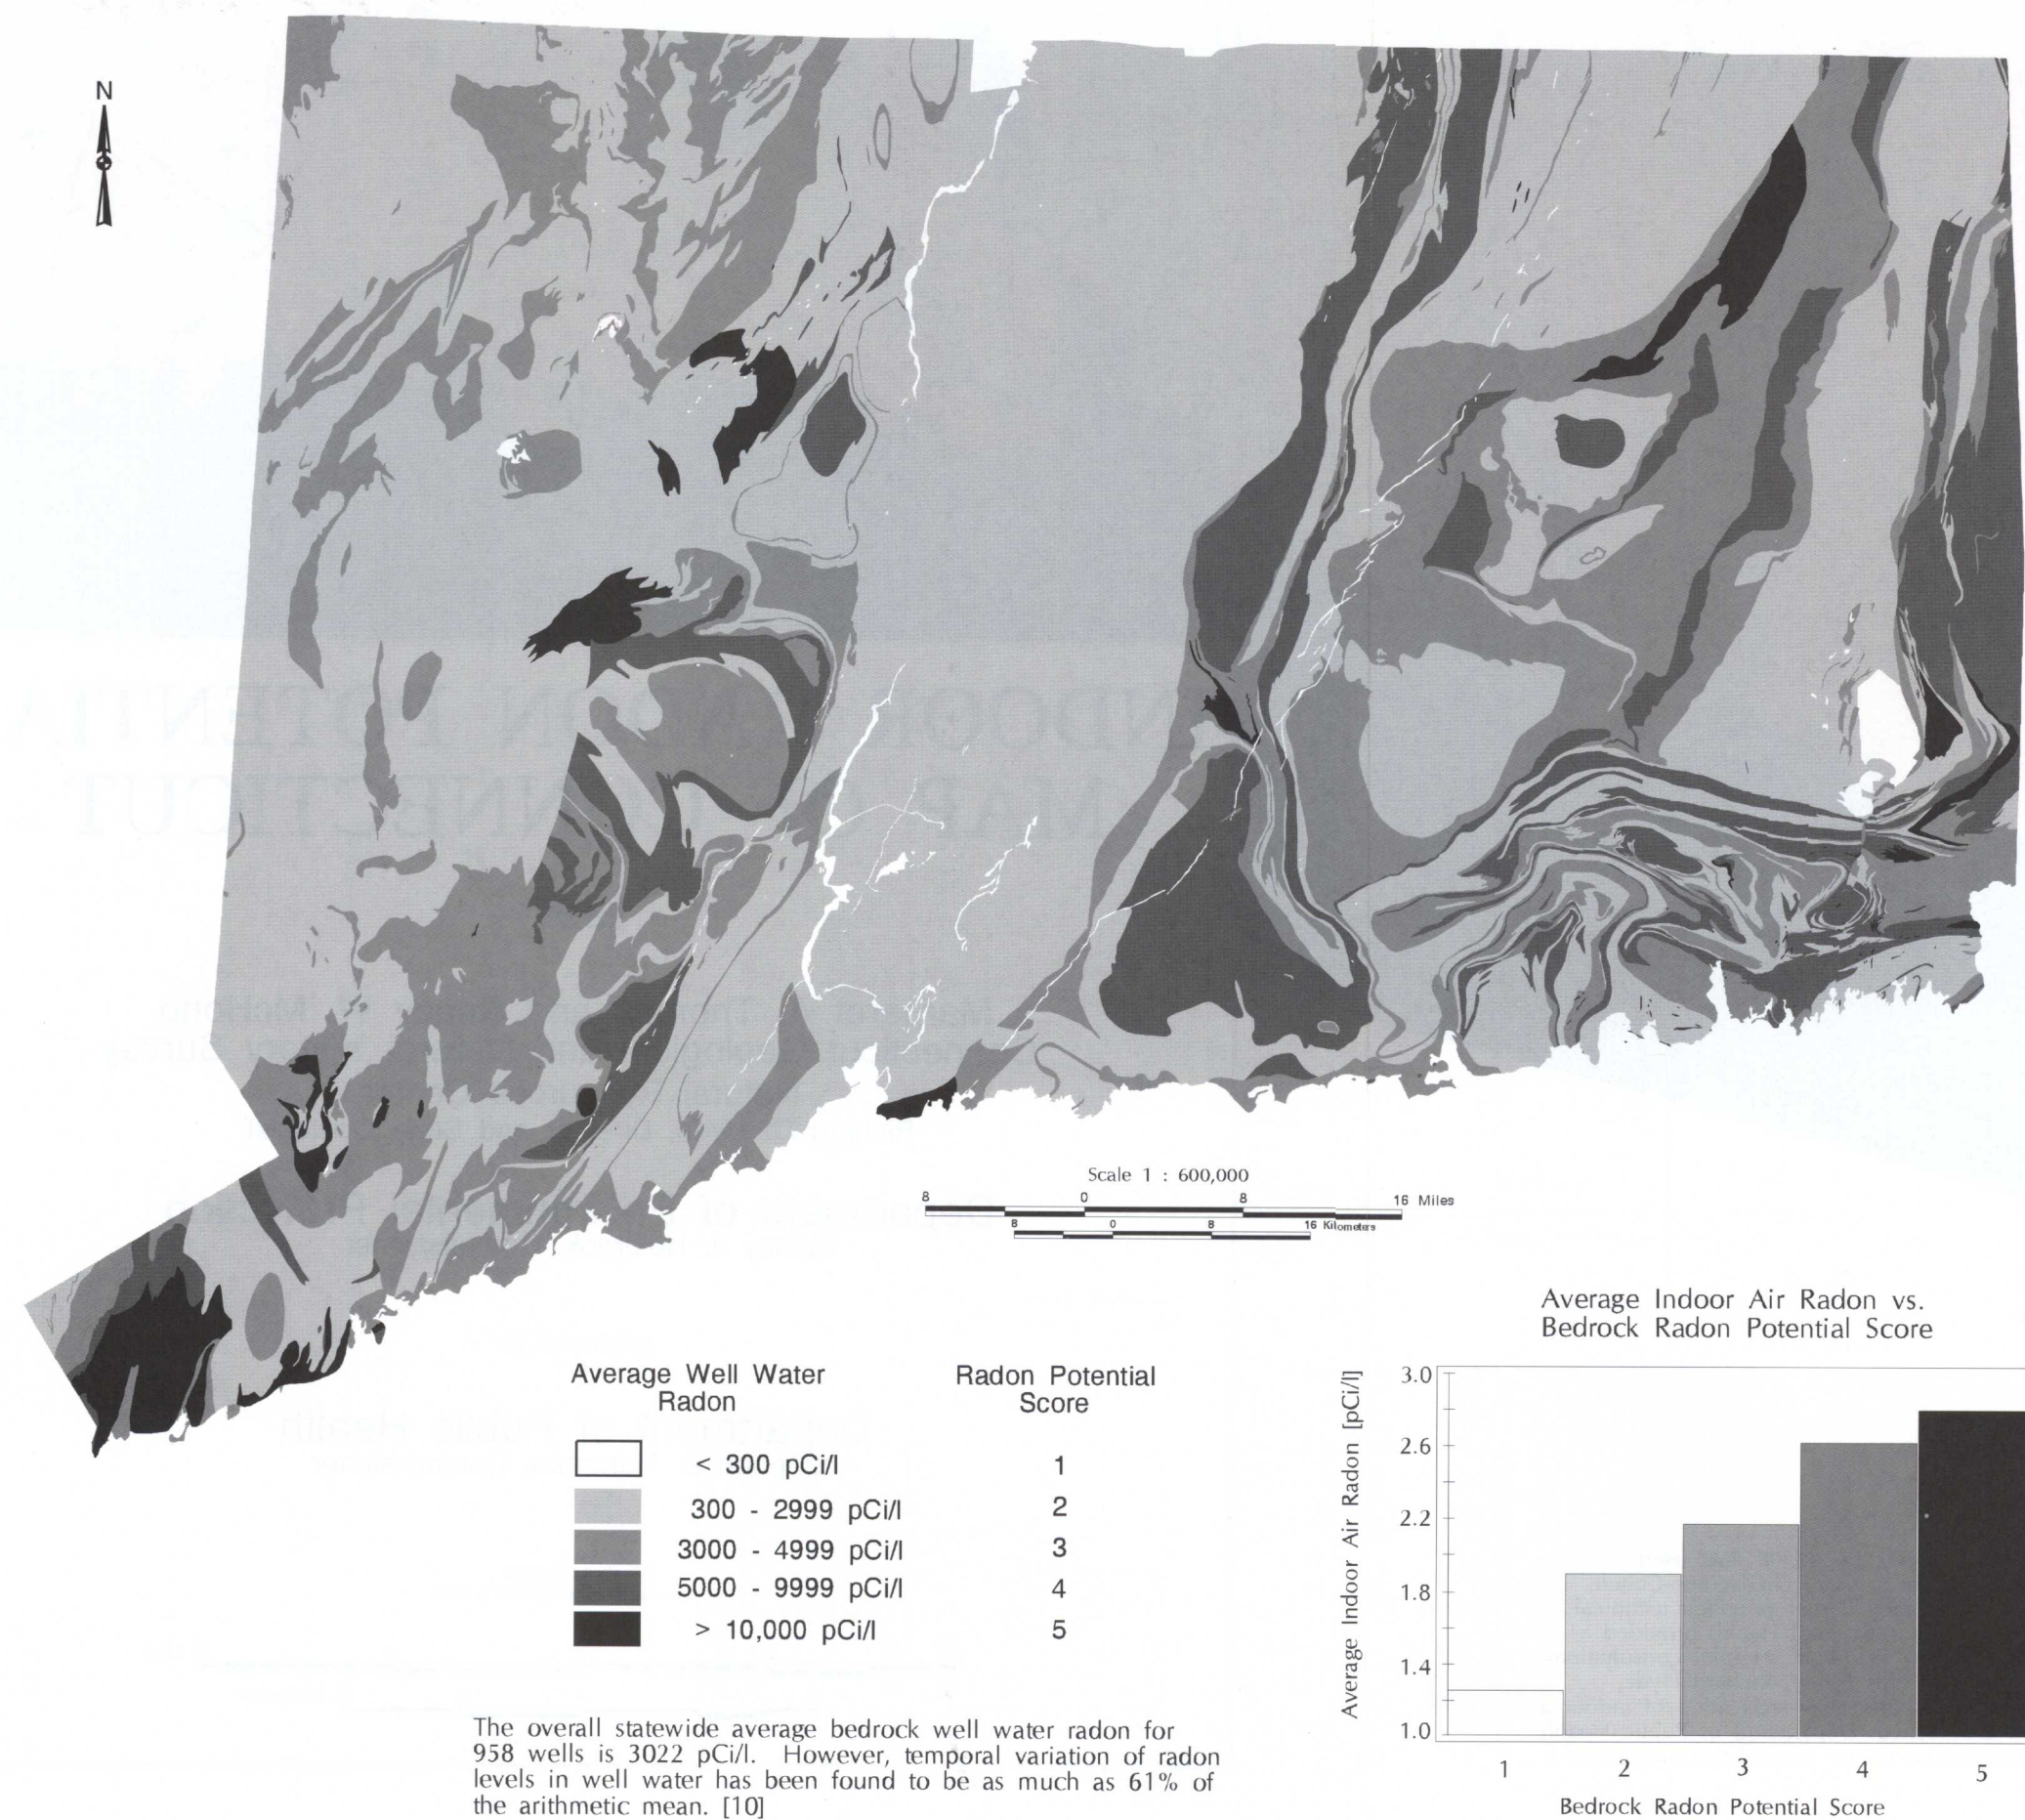 N
Scale 1 : 600,000
8 0 8 16 Miles
8 0 8 16 Kilometers
Average Well Water
Radon
Radon Potential
Score
< 300 pCi/l 1
300 - 2999 pCi/l 2
3000 - 4999 pCi/l 3
5000 - 9999 pCi/l 4
> 10,000 pCi/l 5
The overall statewide average bedrock well water radon for
958 wells is 3022 pCi/l. However, temporal variation of radon
levels in well water has been found to be as much as 61% of
the arithmetic mean. [10]
Average Indoor Air Radon vs.
Bedrock Radon Potential Score
Average Indoor Air Radon [pCi/l]
3.0
2.6
2.2
1.8
1.4
1.0
1 2 3 4 5
Bedrock Radon Potential Score